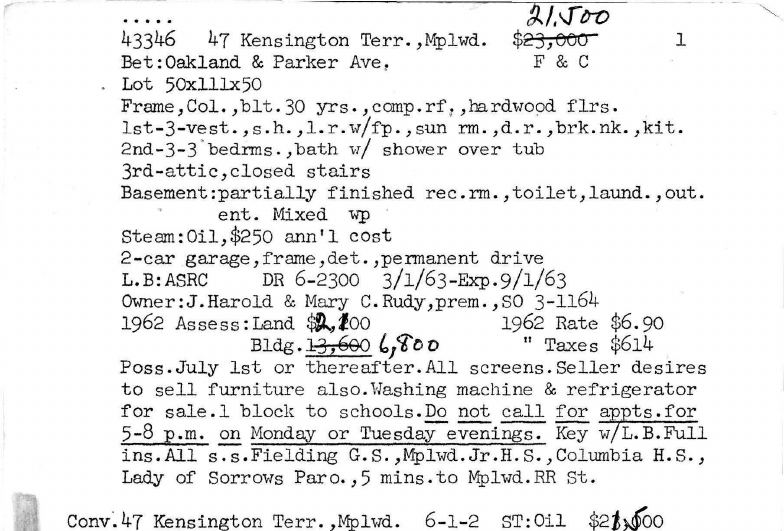 .....
21,500
43346 47 Kensington Terr.,Mplwd. $23,000 1
Bet:Oakland & Parker Ave. F & C
Lot 50x111x50
Frame,Col.,blt.30 yrs.,comp.rf.,hardwood flrs.
1st-3-vest.,s.h.,l.r.w/fp.,sun rm.,d.r.,brk.nk.,kit.
2nd-3-3 bedrms.,bath w/ shower over tub
3rd-attic,closed stairs
Basement:partially finished rec.rm.,toilet,laund.,out.
ent. Mixed wp
Steam:Oil,$250 ann'l cost
2-car garage,frame,det.,permanent drive
L.B:ASRC DR 6-2300 3/1/63-Exp.9/1/63
Owner:J.Harold & Mary C.Rudy,prem.,SO 3-1164
1962 Assess:Land $2,100 1962 Rate $6.90
Bldg.13,600 6,800 " Taxes $614
Poss.July 1st or thereafter.All screens.Seller desires
to sell furniture also.Washing machine & refrigerator
for sale.1 block to schools.Do not call for appts.for
5-8 p.m. on Monday or Tuesday evenings. Key w/L.B.Full
ins.All s.s.Fielding G.S.,Mplwd.Jr.H.S.,Columbia H.S.,
Lady of Sorrows Paro.,5 mins.to Mplwd.RR St.
Conv.47 Kensington Terr.,Mplwd. 6-1-2 ST:Oil $21,500